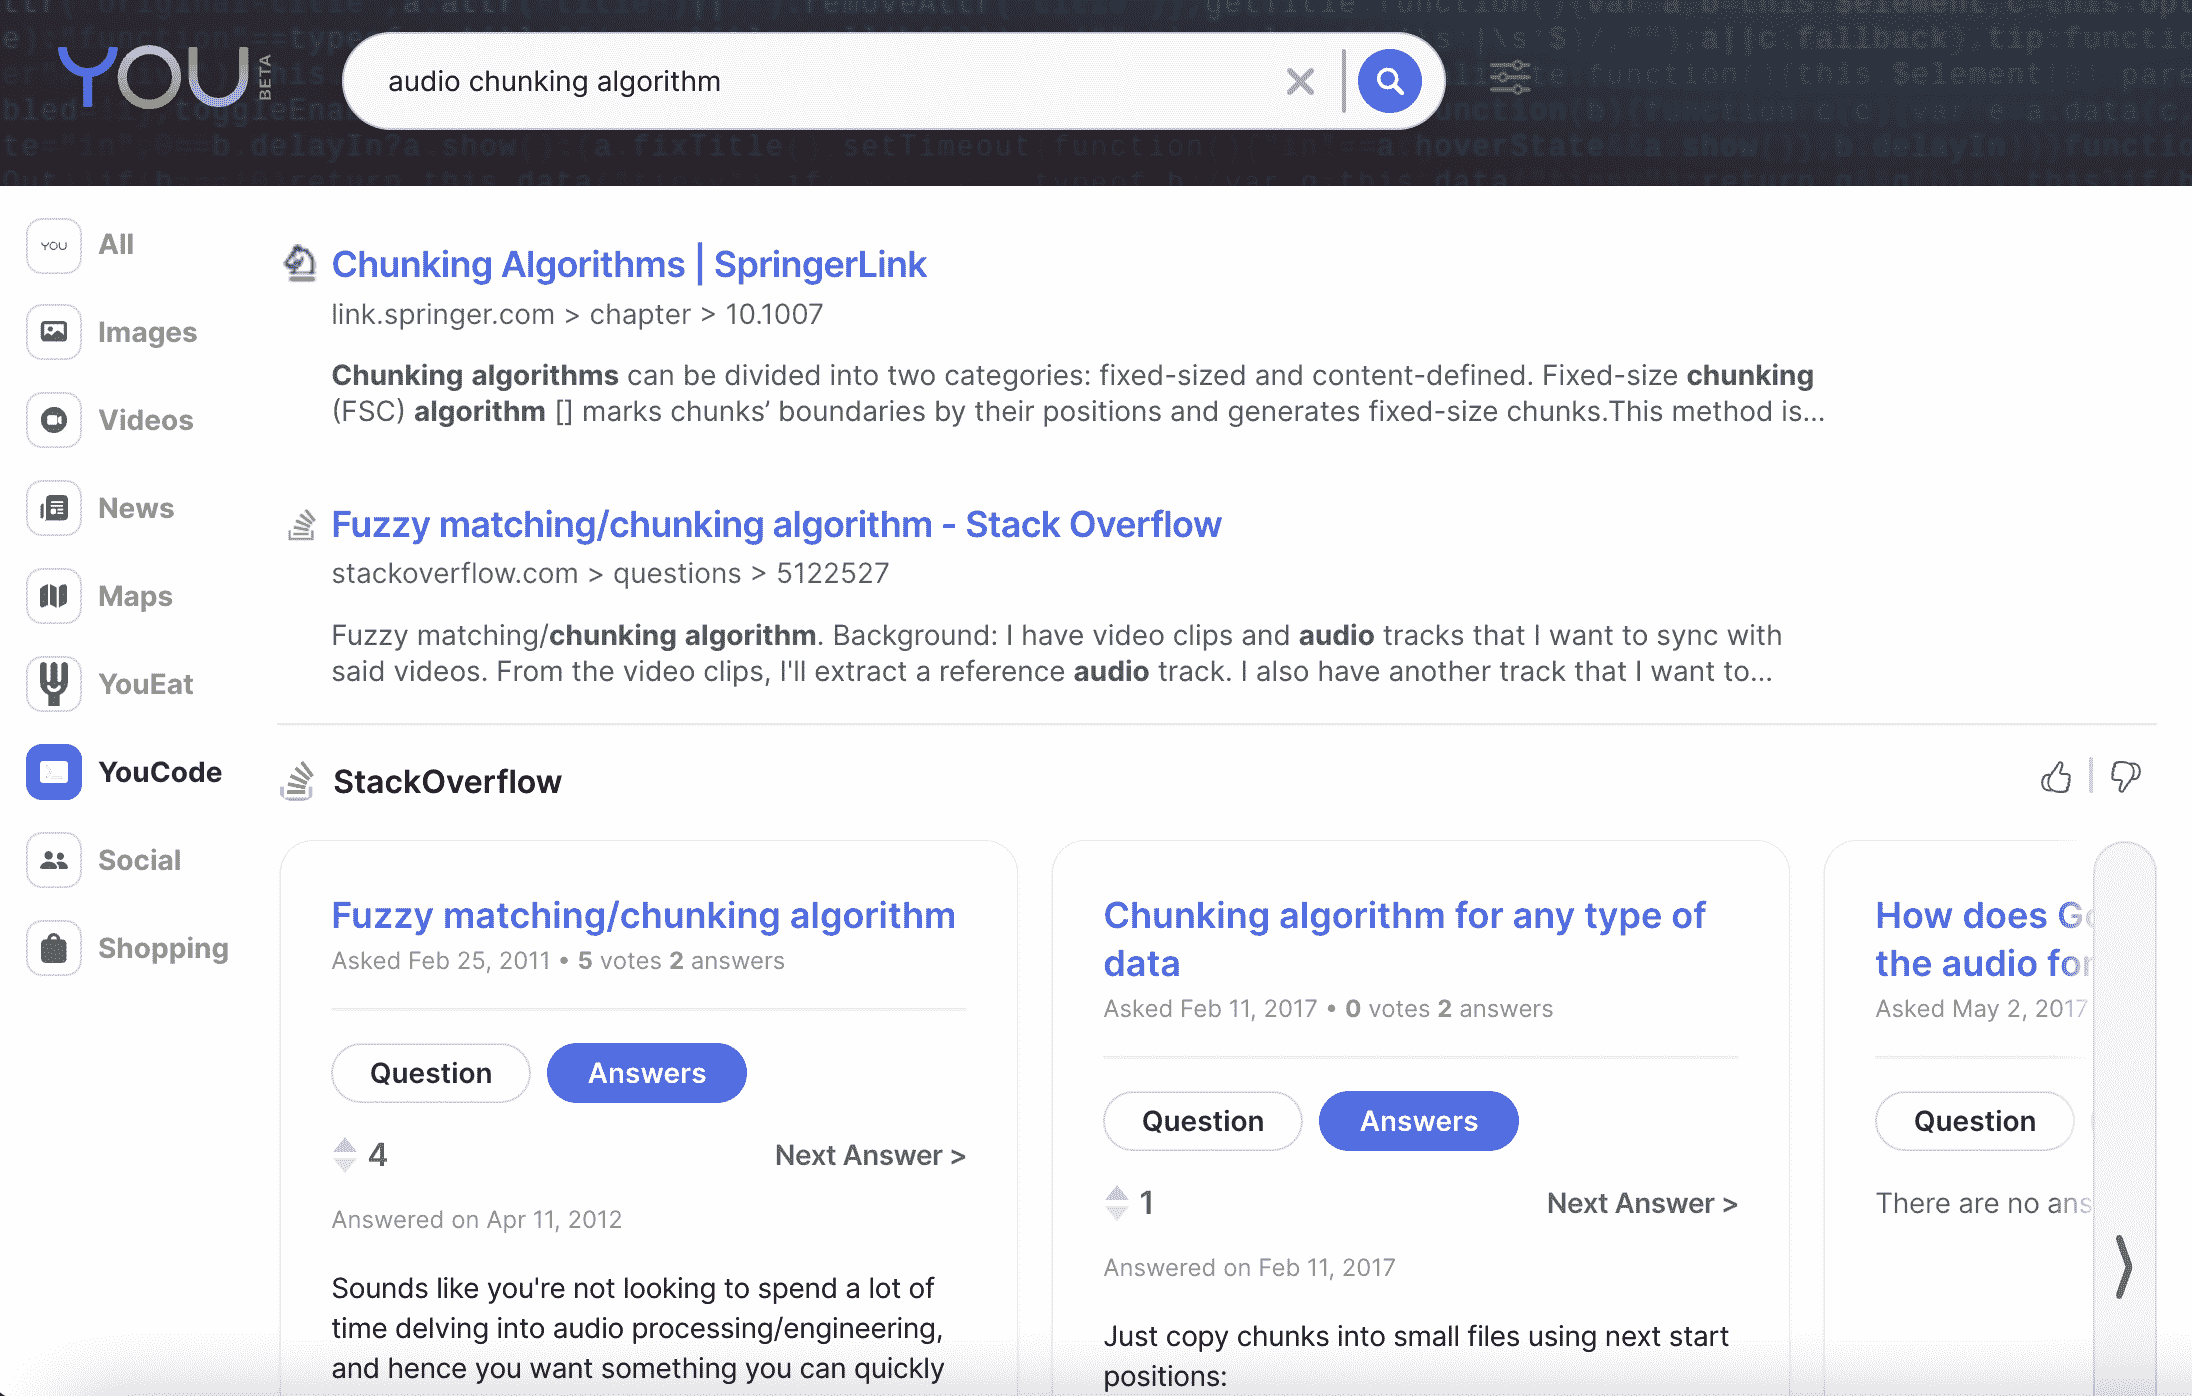 YOU
BETA
audio chunking algorithm
YOU
All
Images
Videos
News
Maps
YouEat
YouCode
Social
Shopping
Chunking Algorithms | SpringerLink
link.springer.com > chapter > 10.1007
Chunking algorithms can be divided into two categories: fixed-sized and content-defined. Fixed-size chunking
(FSC) algorithm [] marks chunks’ boundaries by their positions and generates fixed-size chunks.This method is...
Fuzzy matching/chunking algorithm - Stack Overflow
stackoverflow.com > questions > 5122527
Fuzzy matching/chunking algorithm. Background: I have video clips and audio tracks that I want to sync with
said videos. From the video clips, I'll extract a reference audio track. I also have another track that I want to...
StackOverflow
Fuzzy matching/chunking algorithm
Asked Feb 25, 2011 • 5 votes 2 answers
Question
Answers
4
Next Answer >
Answered on Apr 11, 2012
Sounds like you're not looking to spend a lot of
time delving into audio processing/engineering,
and hence you want something you can quickly
Chunking algorithm for any type of
data
Asked Feb 11, 2017 • 0 votes 2 answers
Question
Answers
1
Next Answer >
Answered on Feb 11, 2017
Just copy chunks into small files using next start
positions:
How does Go
the audio for
Asked May 2, 2017
Question
There are no ans